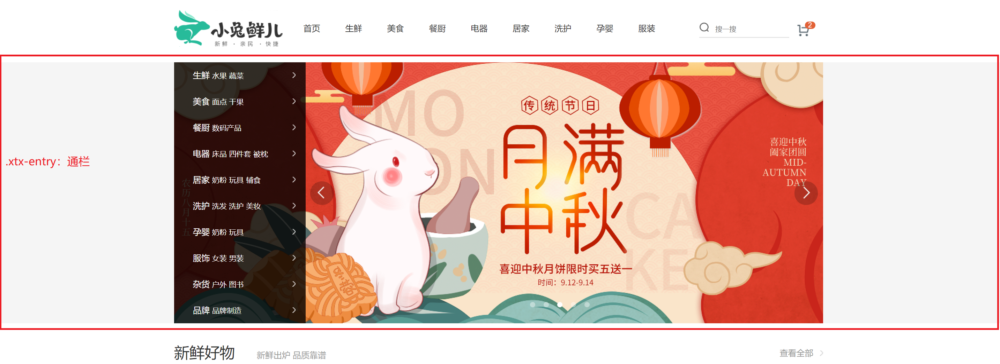 小兔鲜儿
新鲜 · 亲民 · 快捷
首页 生鲜 美食 餐厨 电器 居家 洗护 孕婴 服装
搜一搜
2
.xtx-entry：通栏
生鲜 水果 蔬菜
美食 面点 干果
餐厨 数码产品
电器 床品 四件套 被枕
居家 奶粉 玩具 辅食
洗护 洗发 洗护 美妆
孕婴 奶粉 玩具
服饰 女装 男装
杂货 户外 图书
品牌 品牌制造
农历八月十五
MO
ON
CA
KE
传统节日
月满
中秋
喜迎中秋月饼限时买五送一
时间：9.12-9.14
喜迎中秋
阖家团圆
MID-
AUTUMN
DAY
新鲜好物
新鲜出炉 品质靠谱
查看全部